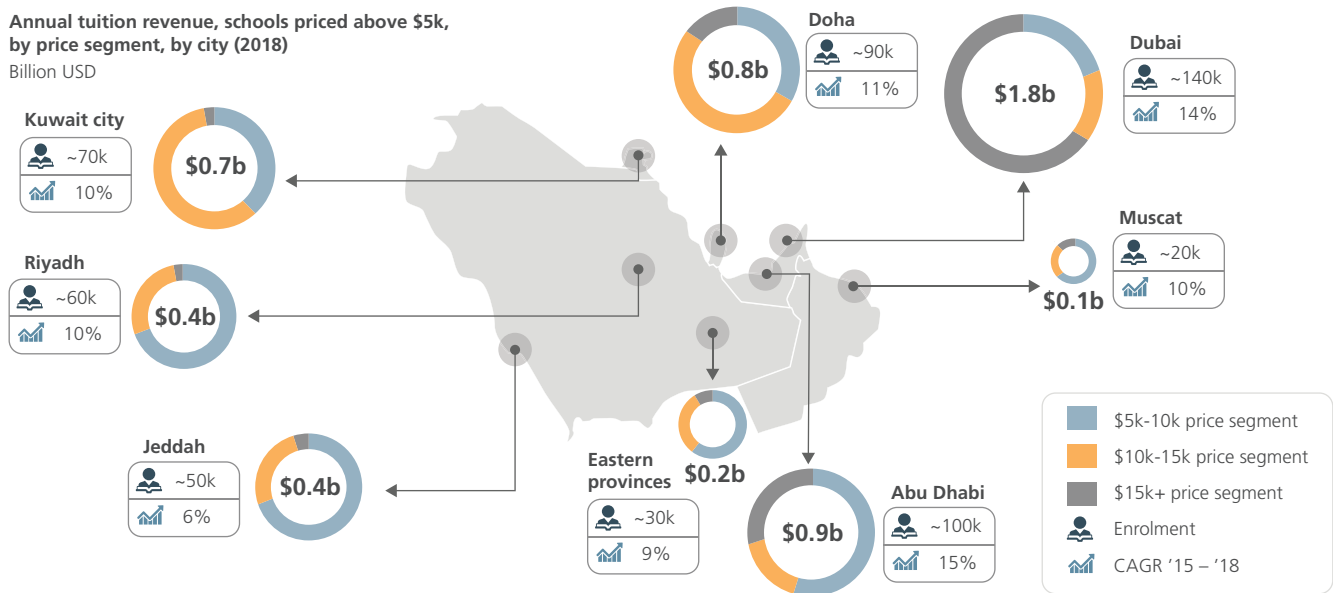 Annual tuition revenue, schools priced above $5k,
by price segment, by city (2018)
Billion USD
Kuwait city
~70k
10%
$0.7b
Riyadh
~60k
10%
$0.4b
Jeddah
~50k
6%
$0.4b
Eastern
provinces
~30k
9%
$0.2b
Doha
~90k
11%
$0.8b
Dubai
~140k
14%
$1.8b
Muscat
~20k
10%
$0.1b
Abu Dhabi
~100k
15%
$0.9b
$5k-10k price segment
$10k-15k price segment
$15k+ price segment
Enrolment
CAGR ’15 – ’18